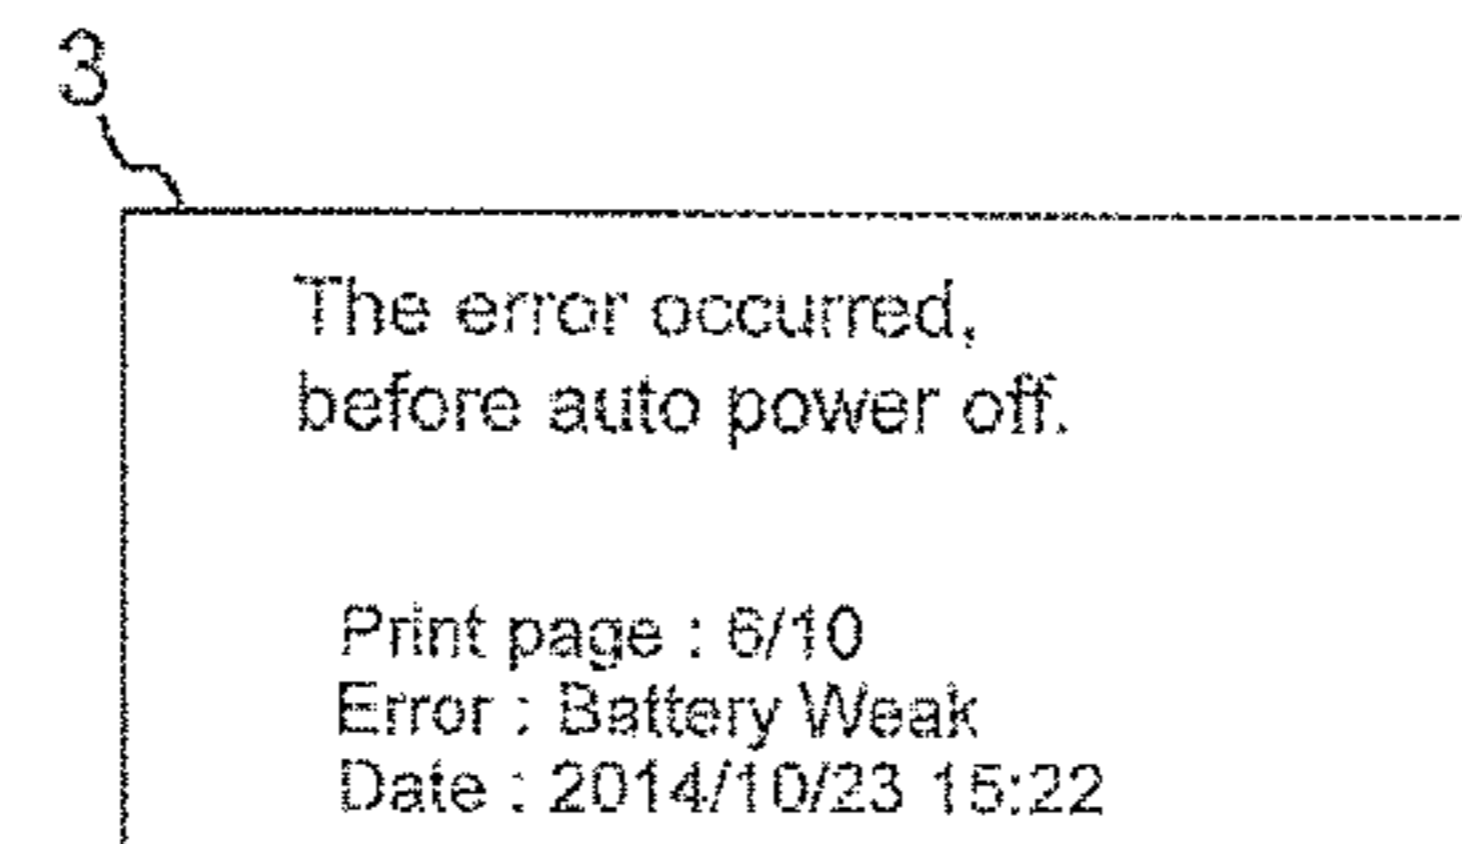 3
The error occurred,
before auto power off.
Print page : 6/10
Error : Battery Weak
Date : 2014/10/23 15:22